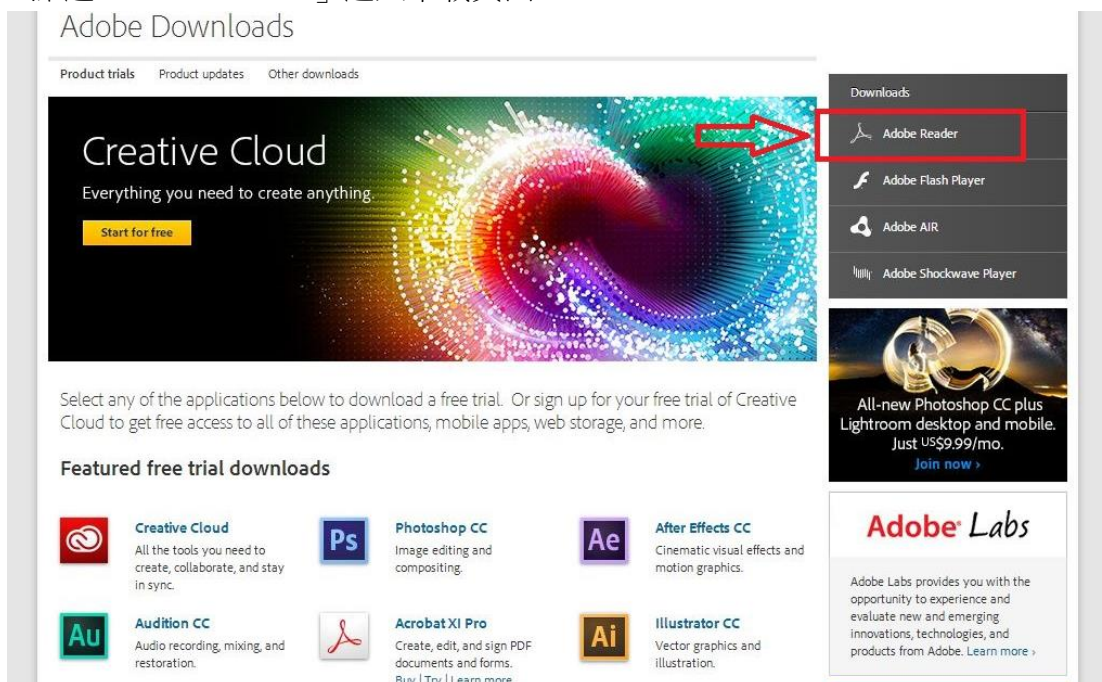 Adobe Downloads
Product trials Product updates Other downloads
Creative Cloud
Everything you need to create anything.
Start for free
Downloads
Adobe Reader
Adobe Flash Player
Adobe AIR
Adobe Shockwave Player
All-new Photoshop CC plus
Lightroom desktop and mobile.
Just US$9.99/mo.
Join now ›
Select any of the applications below to download a free trial. Or sign up for your free trial of Creative
Cloud to get free access to all of these applications, mobile apps, web storage, and more.
Featured free trial downloads
Creative Cloud
All the tools you need to
create, collaborate, and stay
in sync.
Ps
Photoshop CC
Image editing and
compositing.
Ae
After Effects CC
Cinematic visual effects and
motion graphics.
Au
Audition CC
Audio recording, mixing, and
restoration.
Acrobat XI Pro
Create, edit, and sign PDF
documents and forms.
Buy | Try | Learn more
Ai
Illustrator CC
Vector graphics and
illustration.
Adobe® Labs
Adobe Labs provides you with the
opportunity to experience and
evaluate new and emerging
innovations, technologies, and
products from Adobe. Learn more ›